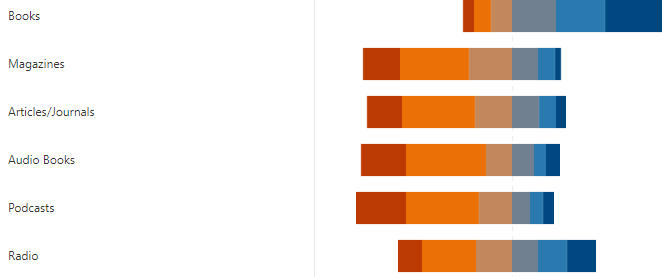 Books
Magazines
Articles/Journals
Audio Books
Podcasts
Radio